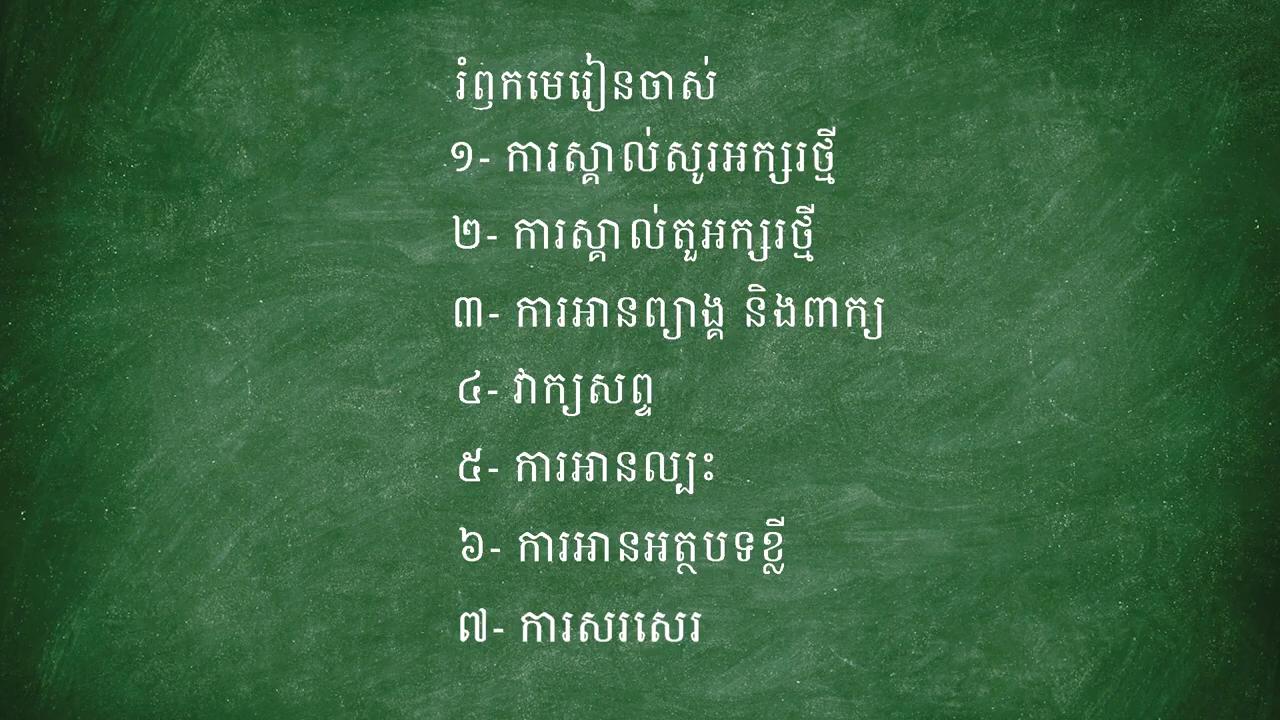 រំឭកមេរៀនចាស់
១- ការស្គាល់សូរអក្សរថ្មី
២- ការស្គាល់តួអក្សរថ្មី
៣- ការអានព្យាង្គ និងពាក្យ
៤- វាក្យសព្ទ
៥- ការអានល្បះ
៦- ការអានអត្ថបទខ្លី
៧- ការសរសេរ